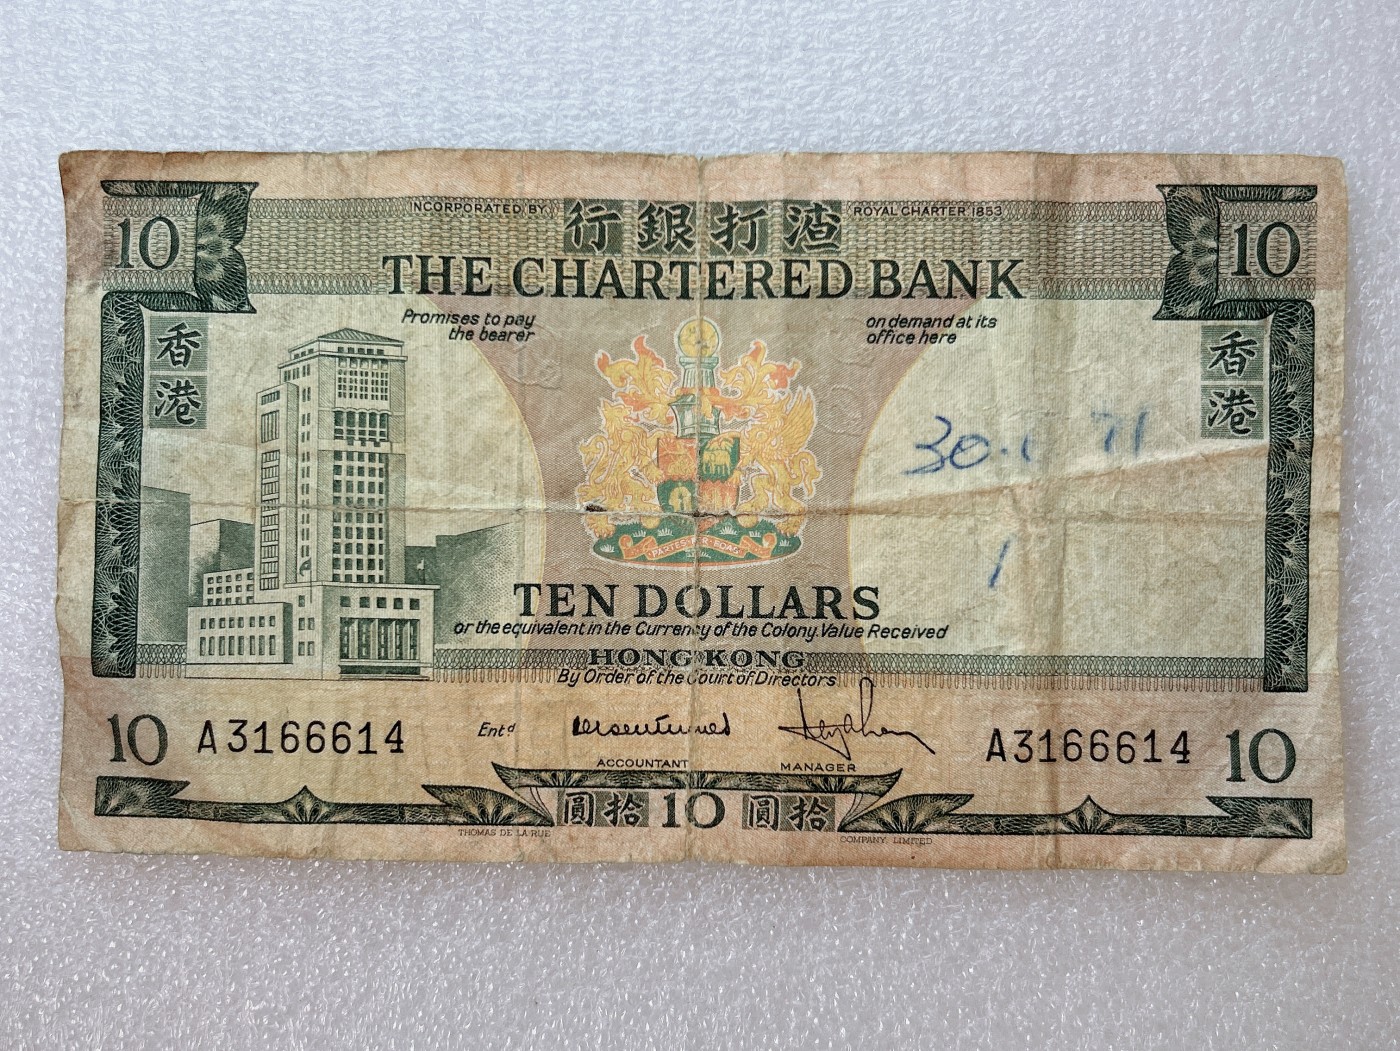 INCORPORATED BY 行銀打渣 ROYAL CHARTER 1853
10 THE CHARTERED BANK 10
Promises to pay
the bearer
on demand at its
office here
香港
香港
30.1 71
1
TEN DOLLARS
or the equivalent in the Currency of the Colony. Value Received
HONG KONG
By Order of the Court of Directors
10 A3166614 Entd A3166614 10
ACCOUNTANT MANAGER
圓拾 10 圓拾
THOMAS DE LA RUE COMPANY, LIMITED